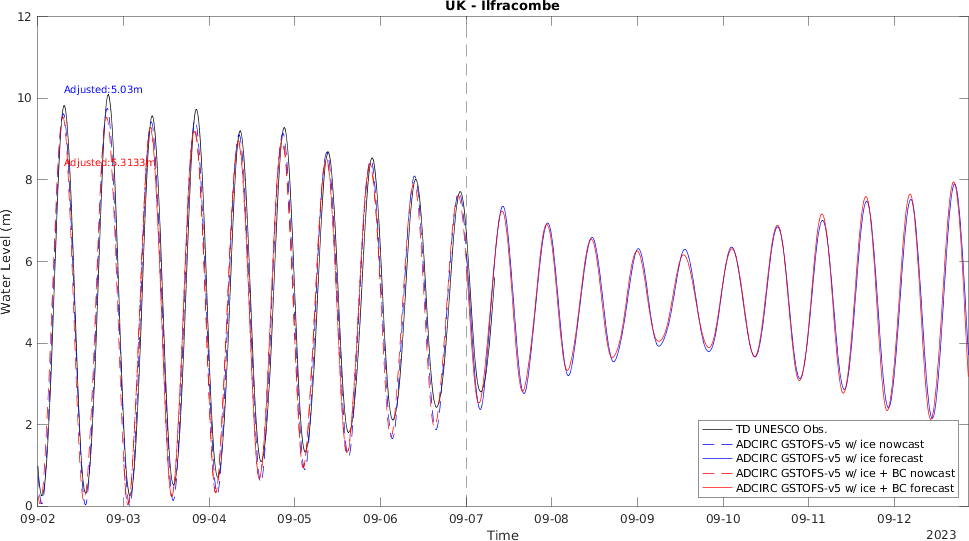 UK - Ilfracombe
12
10
8
6
4
2
0
Water Level (m)
Adjusted:5.03m
Adjusted:5.3133m
TD UNESCO Obs.
ADCIRC GSTOFS-v5 w/ ice nowcast
ADCIRC GSTOFS-v5 w/ ice forecast
ADCIRC GSTOFS-v5 w/ ice + BC nowcast
ADCIRC GSTOFS-v5 w/ ice + BC forecast
09-02 09-03 09-04 09-05 09-06 09-07 09-08 09-09 09-10 09-11 09-12
Time
2023